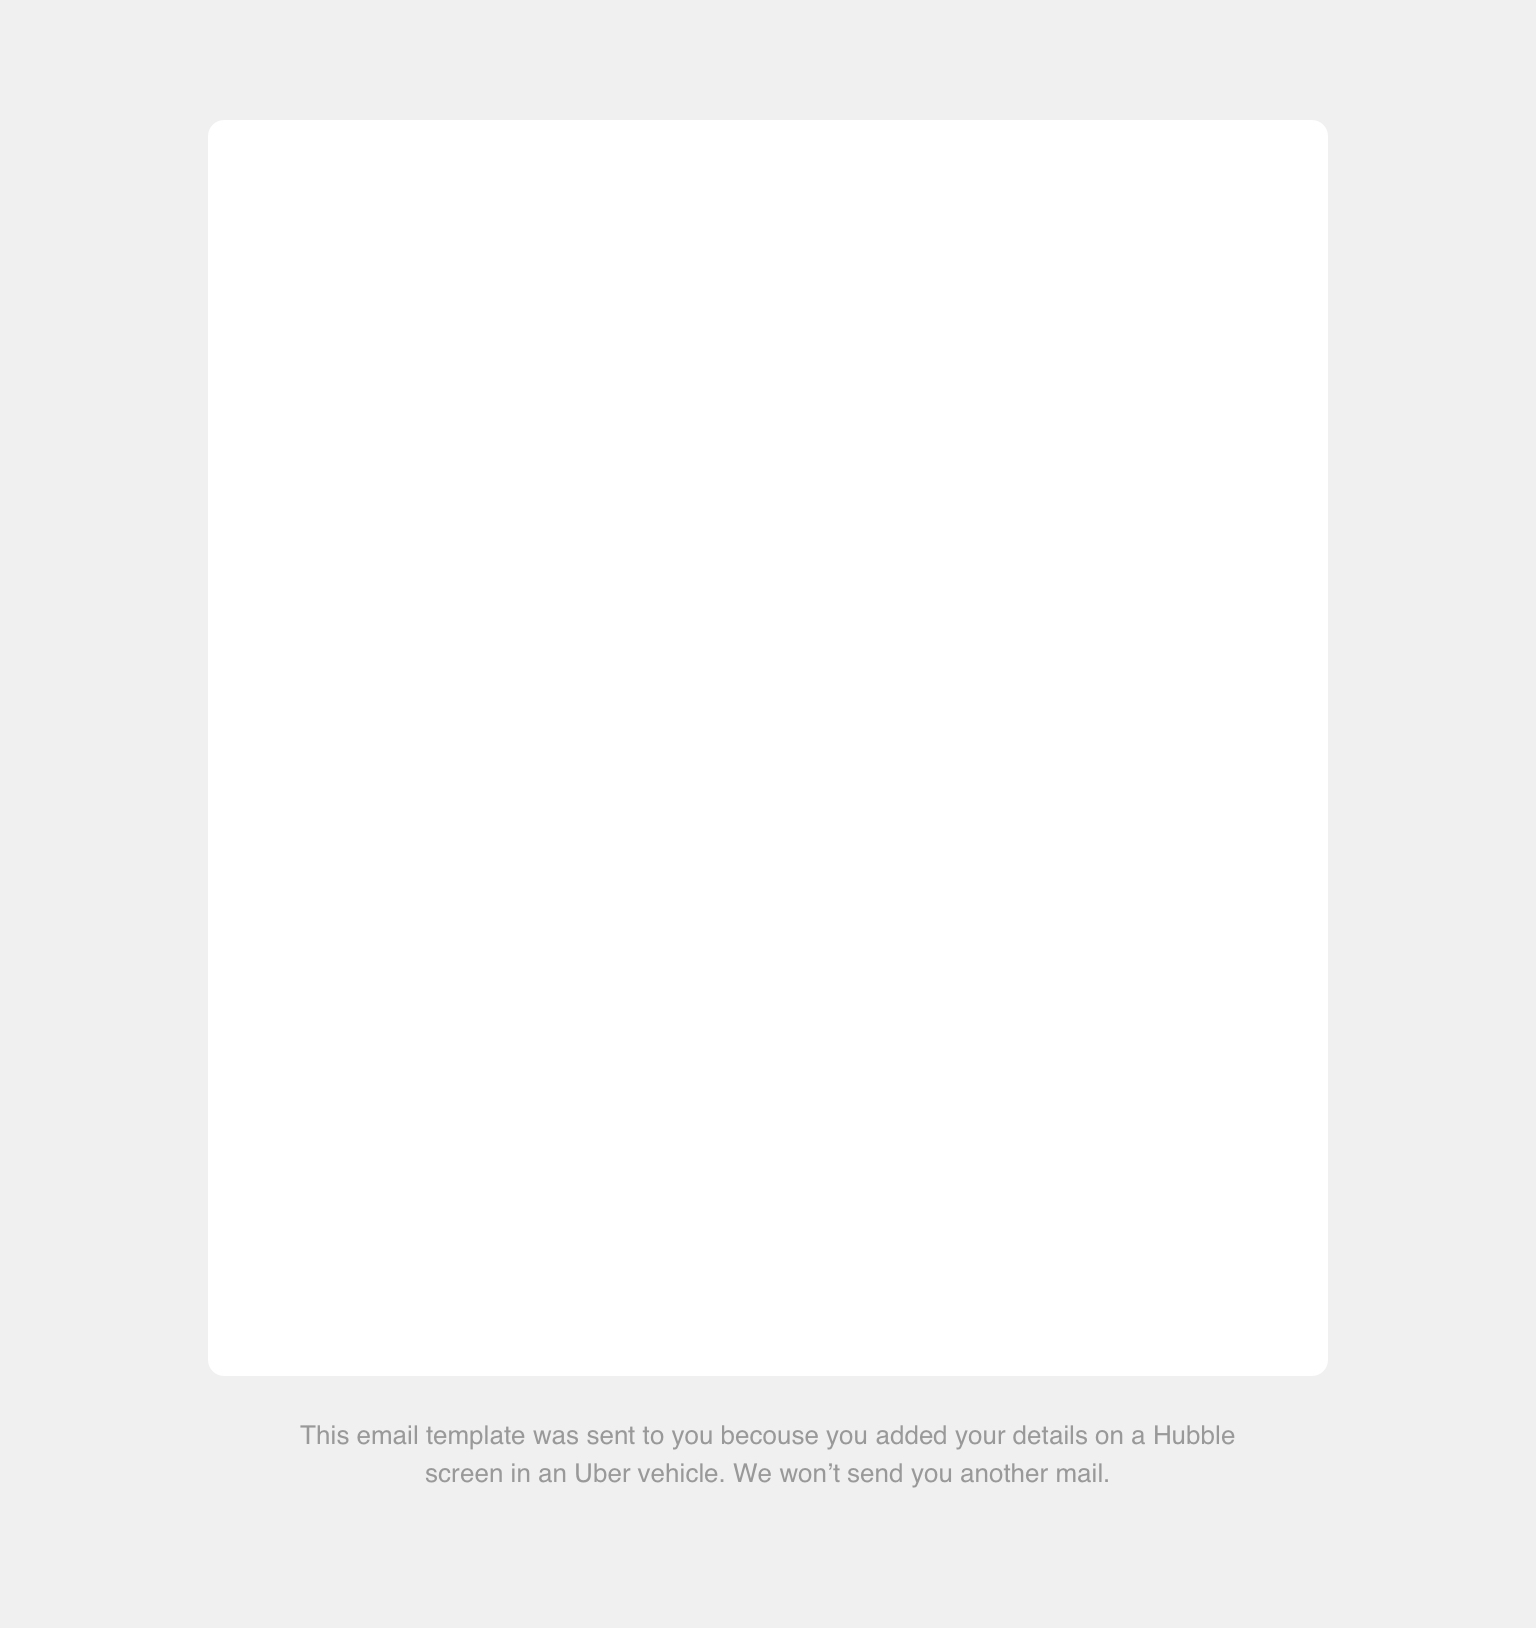 This email template was sent to you becouse you added your details on a Hubble
screen in an Uber vehicle. We won’t send you another mail.